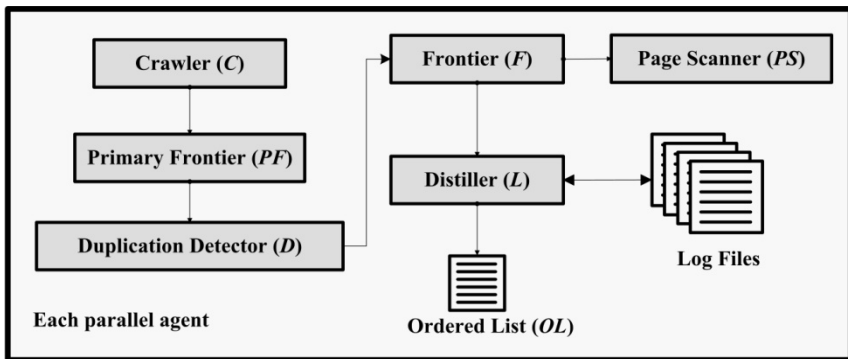 Crawler (C)
Primary Frontier (PF)
Duplication Detector (D)
Each parallel agent
Frontier (F)
Page Scanner (PS)
Distiller (L)
Log Files
Ordered List (OL)